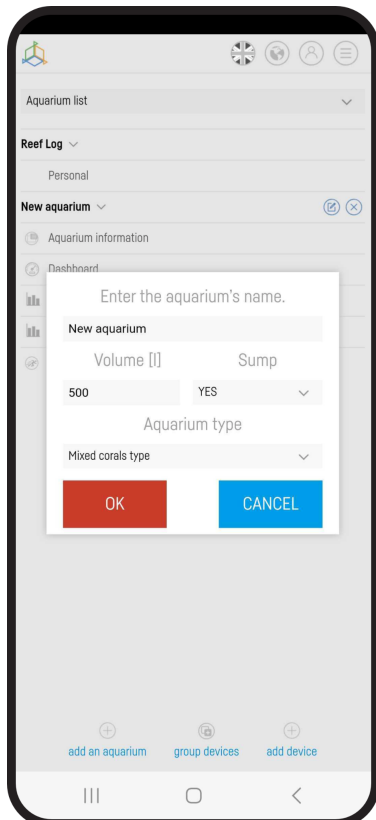 Aquarium list
Reef Log
Personal
New aquarium
Aquarium information
Dashboard
Enter the aquarium's name.
New aquarium
Volume [l] Sump
500 YES
Aquarium type
Mixed corals type
OK CANCEL
add an aquarium group devices add device